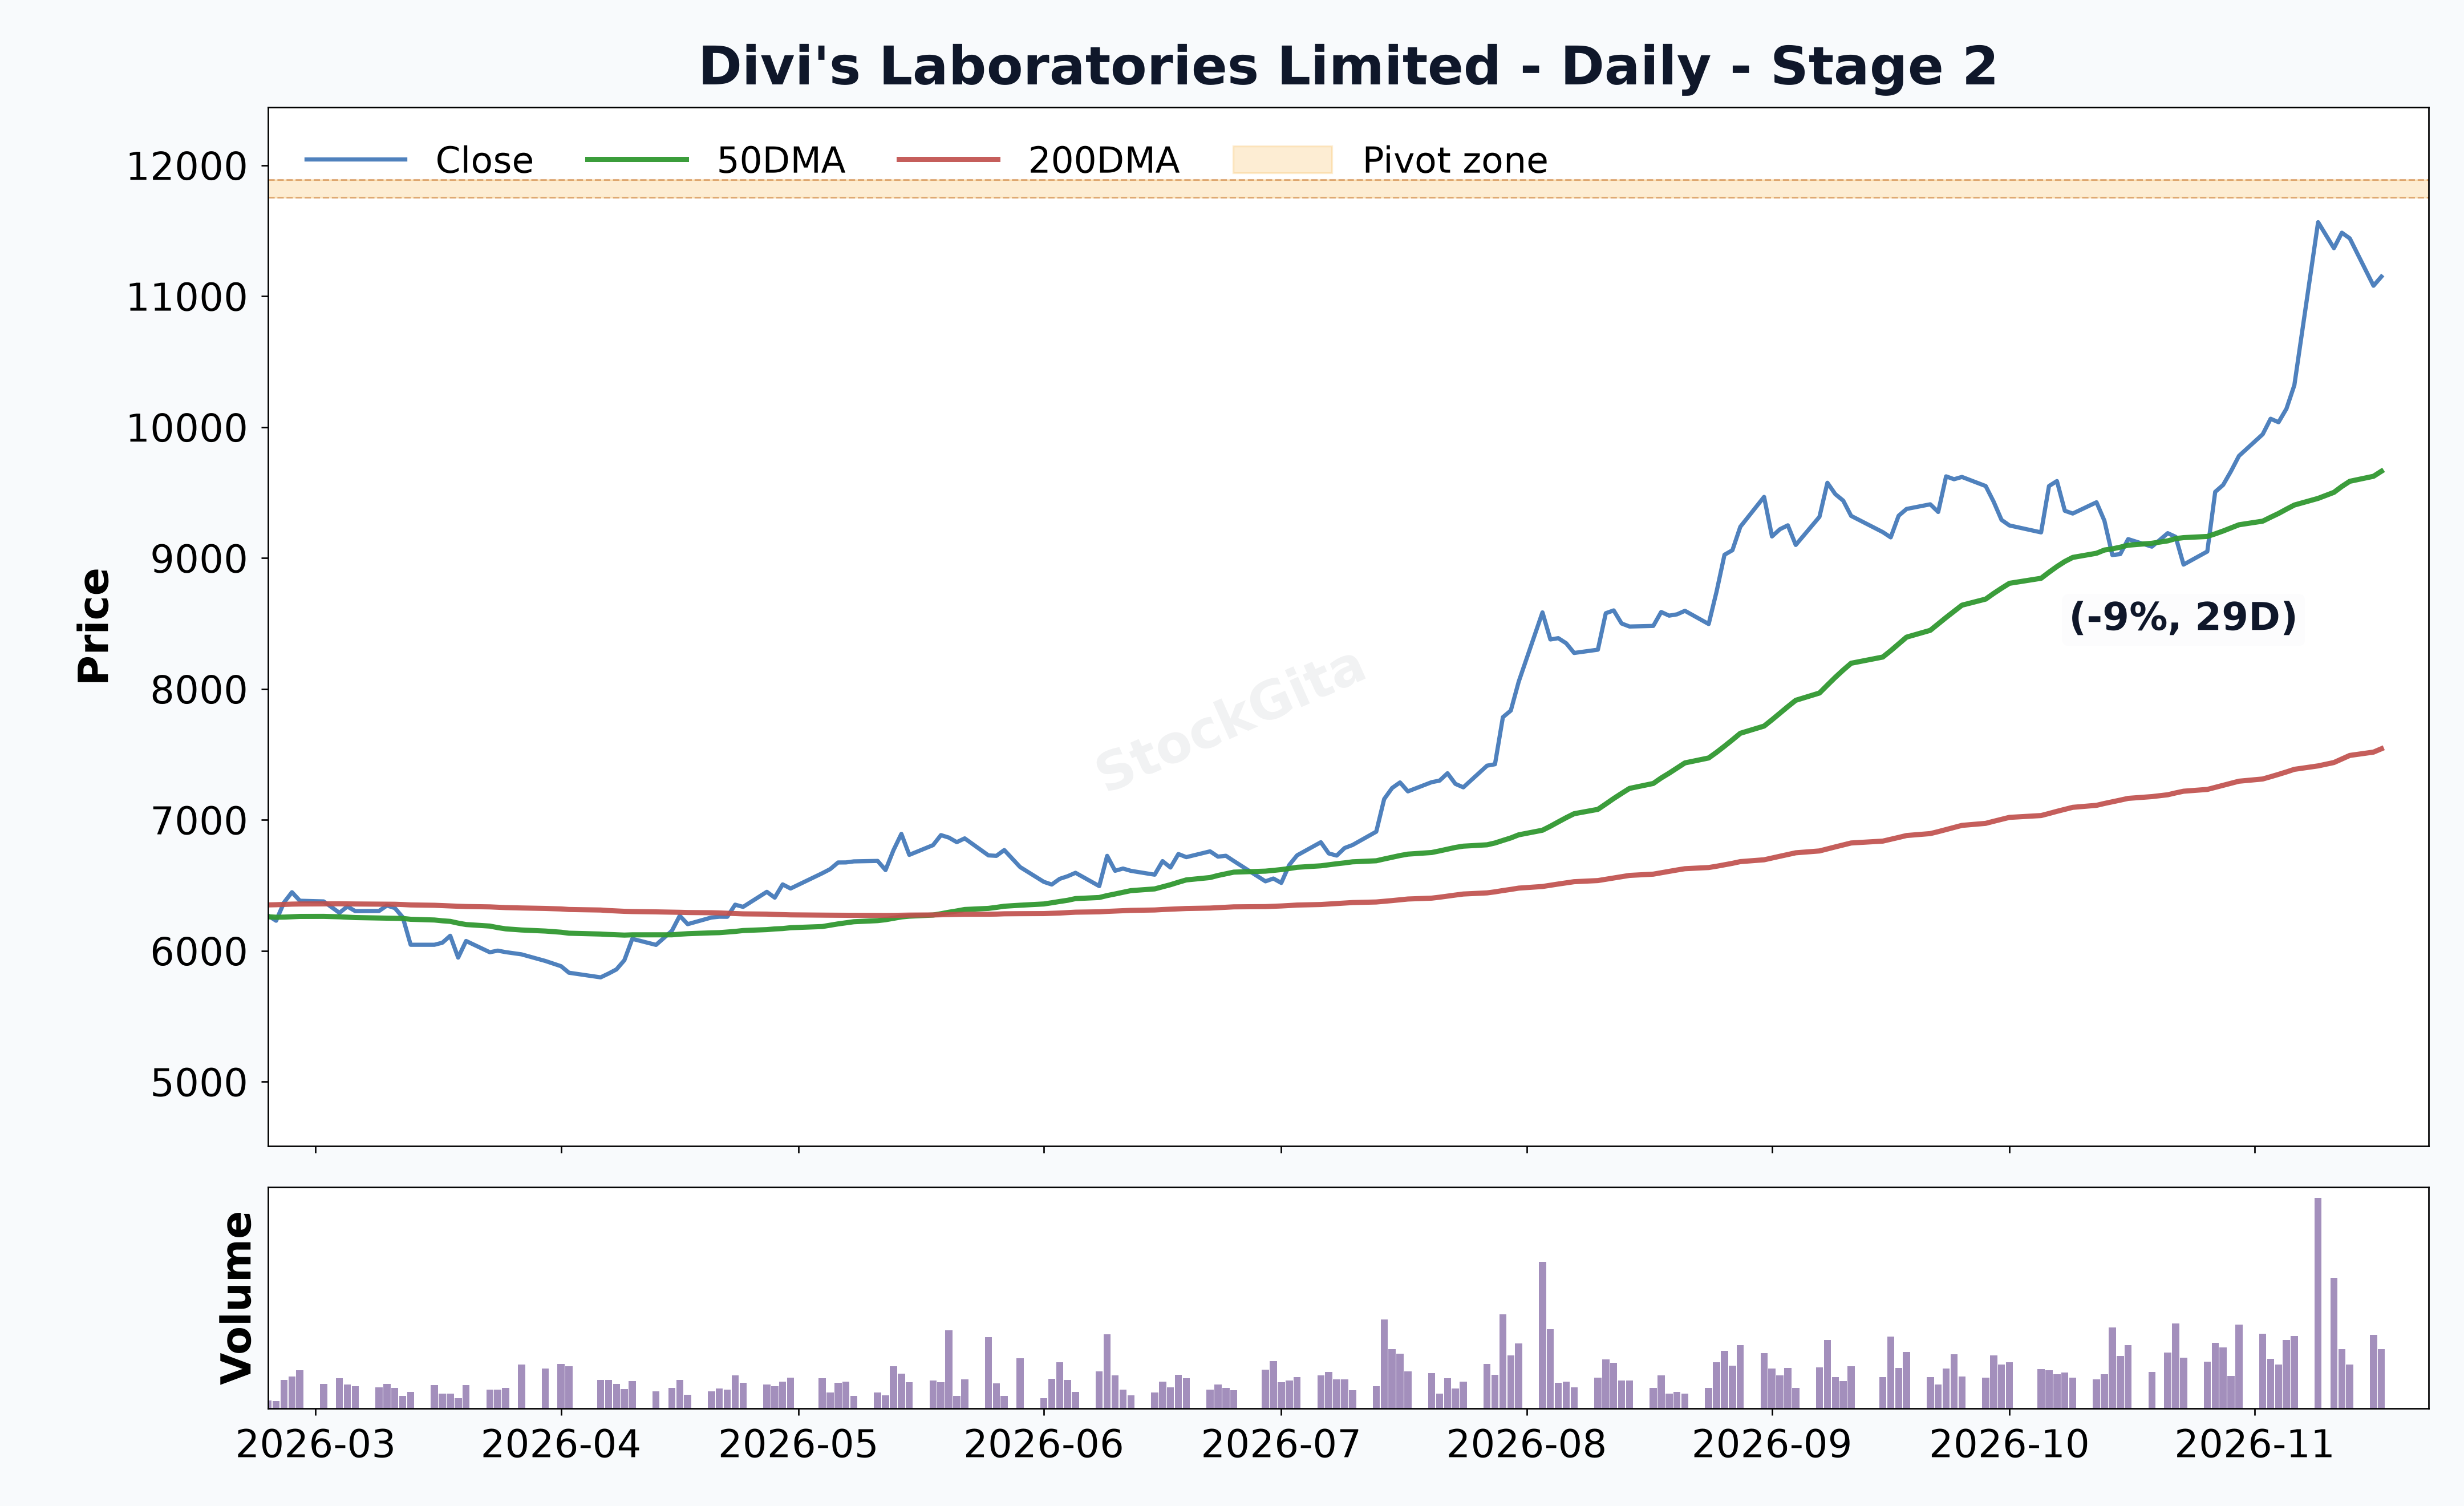 Divi's Laboratories Limited - Daily - Stage 2
Close 50DMA 200DMA Pivot zone
12000
11000
10000
9000
8000
7000
6000
5000
Price
(-9%, 29D)
StockGita
Volume
2026-03 2026-04 2026-05 2026-06 2026-07 2026-08 2026-09 2026-10 2026-11